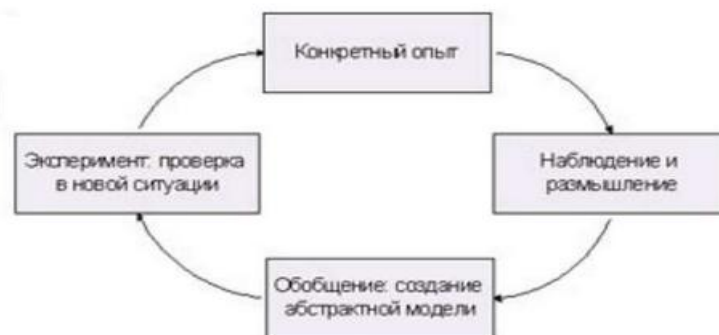 Конкретный опыт
Эксперимент: проверка
в новой ситуации
Наблюдение и
размышление
Обобщение: создание
абстрактной модели